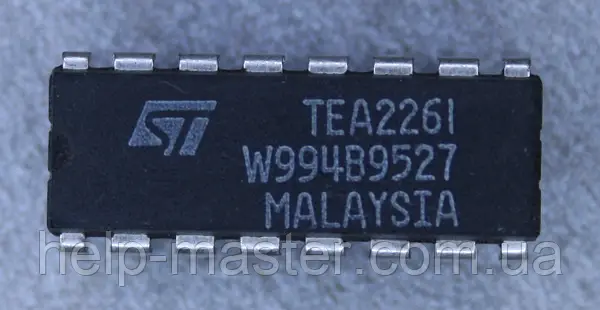 ST
TEA2261
W994B9527
MALAYSIA
help-master.com.ua